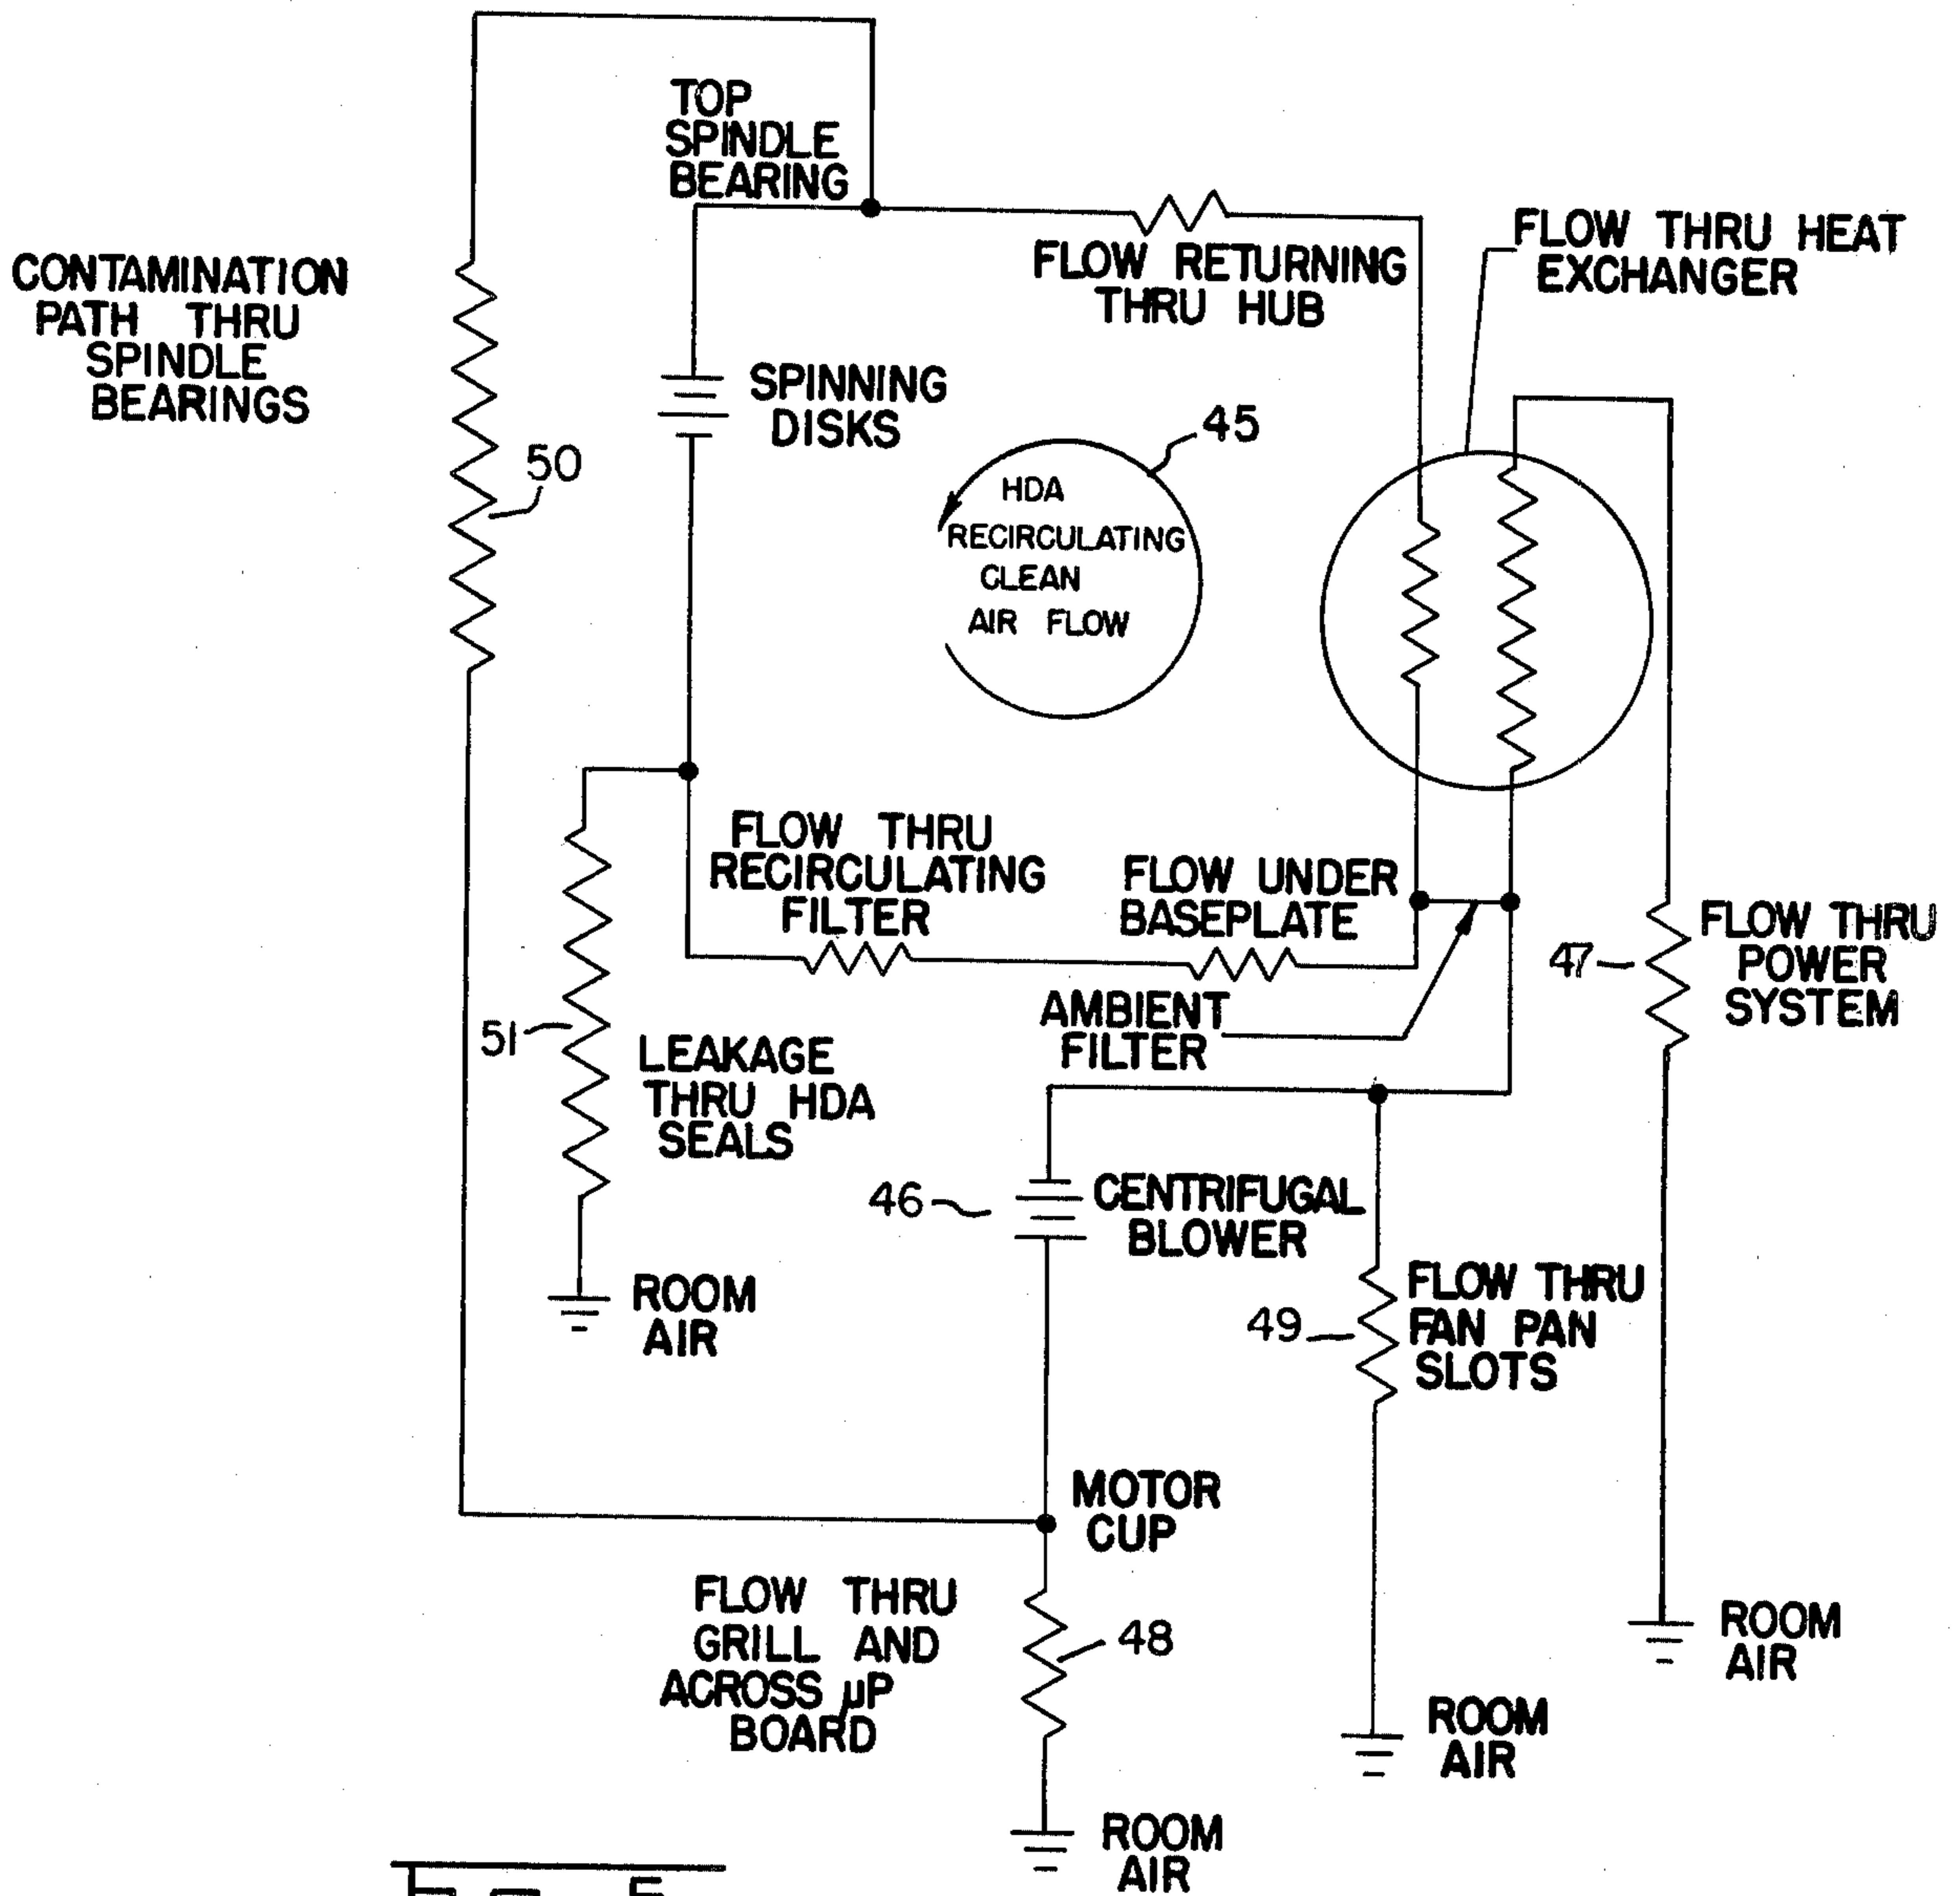 TOP
SPINDLE
BEARING
CONTAMINATION
PATH THRU
SPINDLE
BEARINGS
FLOW RETURNING
THRU HUB
FLOW THRU HEAT
EXCHANGER
SPINNING
DISKS
45
50
HDA
RECIRCULATING
CLEAN
AIR FLOW
FLOW THRU
RECIRCULATING
FILTER
FLOW UNDER
BASEPLATE
47
FLOW THRU
POWER
SYSTEM
AMBIENT
FILTER
51
LEAKAGE
THRU HDA
SEALS
46
CENTRIFUGAL
BLOWER
ROOM
AIR
49
FLOW THRU
FAN PAN
SLOTS
MOTOR
CUP
FLOW THRU
GRILL AND
ACROSS µP
BOARD
48
ROOM
AIR
ROOM
AIR
ROOM
AIR